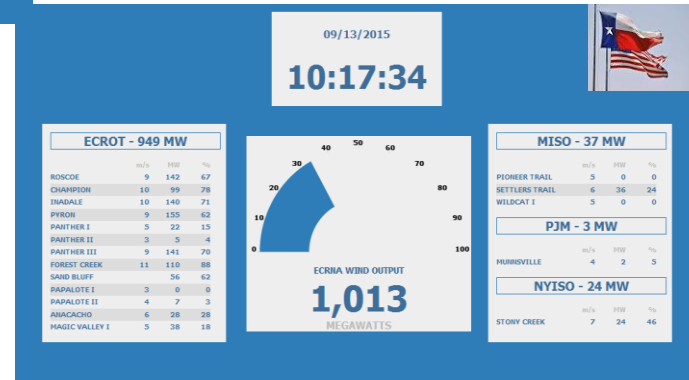 09/13/2015
10:17:34
ECROT - 949 MW
m/s MW %
ROSCOE 9 142 67
CHAMPION 10 99 78
INADALE 10 140 71
PYRON 9 155 62
PANTHER I 5 22 15
PANTHER II 3 5 4
PANTHER III 9 141 70
FOREST CREEK 11 110 88
SAND BLUFF 56 62
PAPALOTE I 3 0 0
PAPALOTE II 4 7 3
ANACACHO 6 28 28
MAGIC VALLEY I 5 38 18
0 10 20 30 40 50 60 70 80 90 100
ECRNA WIND OUTPUT
1,013
MEGAWATTS
MISO - 37 MW
m/s MW %
PIONEER TRAIL 5 0 0
SETTLERS TRAIL 6 36 24
WILDCAT I 5 0 0
PJM - 3 MW
m/s MW %
MUNNSVILLE 4 2 5
NYISO - 24 MW
m/s MW %
STONY CREEK 7 24 46